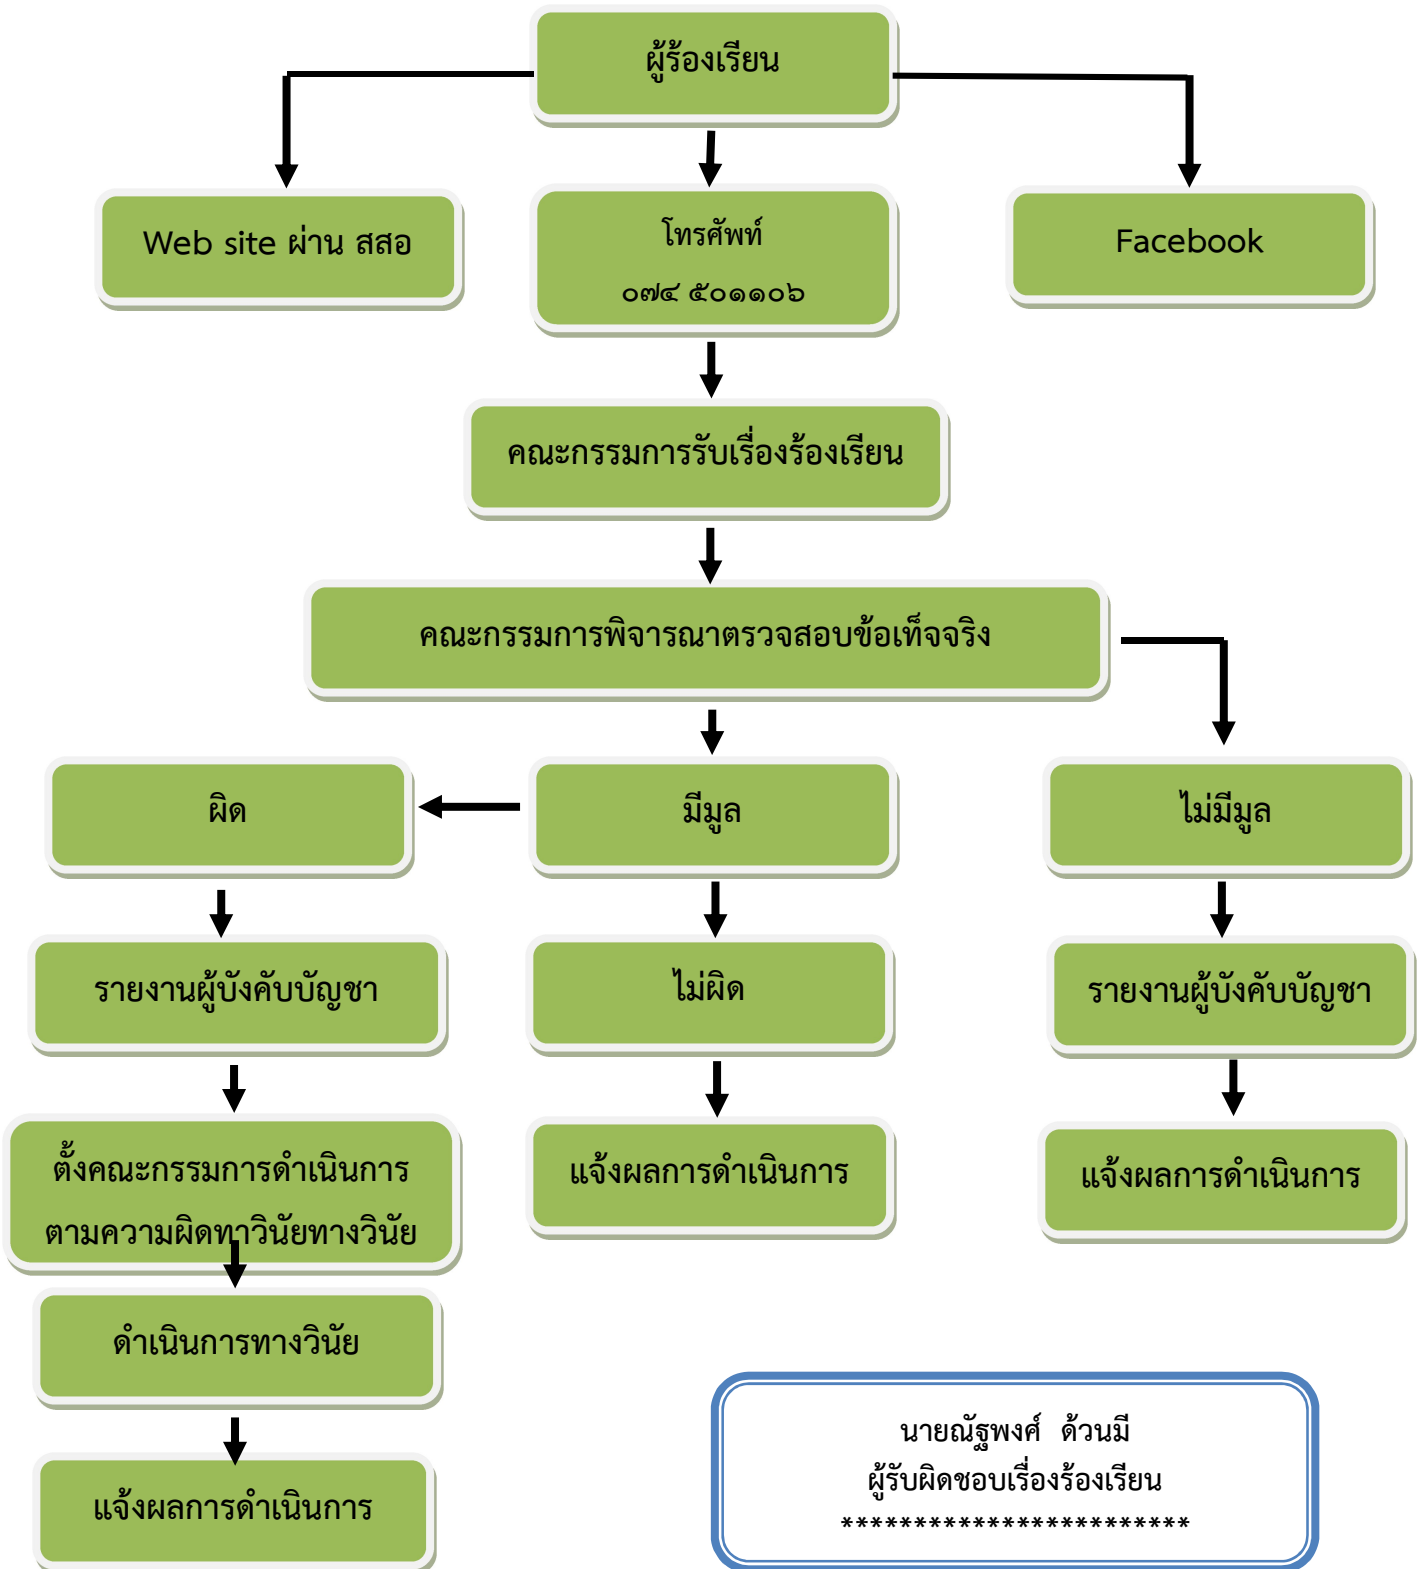 ผู้ร้องเรียน
Web site ผ่าน สสอ
โทรศัพท์
๐๗๔ ๕๐๑๑๐๖
Facebook
คณะกรรมการรับเรื่องร้องเรียน
คณะกรรมการพิจารณาตรวจสอบข้อเท็จจริง
ผิด
มีมูล
ไม่มีมูล
รายงานผู้บังคับบัญชา
ไม่ผิด
รายงานผู้บังคับบัญชา
ตั้งคณะกรรมการดำเนินการ
ตามความผิดทาวินัยทางวินัย
แจ้งผลการดำเนินการ
แจ้งผลการดำเนินการ
ดำเนินการทางวินัย
แจ้งผลการดำเนินการ
นายณัฐพงศ์ ด้วนมี
ผู้รับผิดชอบเรื่องร้องเรียน
************************